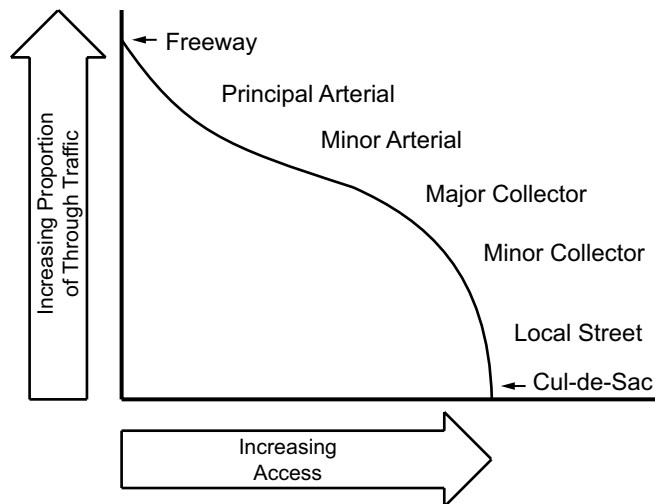 Freeway
Principal Arterial
Minor Arterial
Major Collector
Minor Collector
Local Street
Cul-de-Sac
Increasing Proportion
of Through Traffic
Increasing
Access